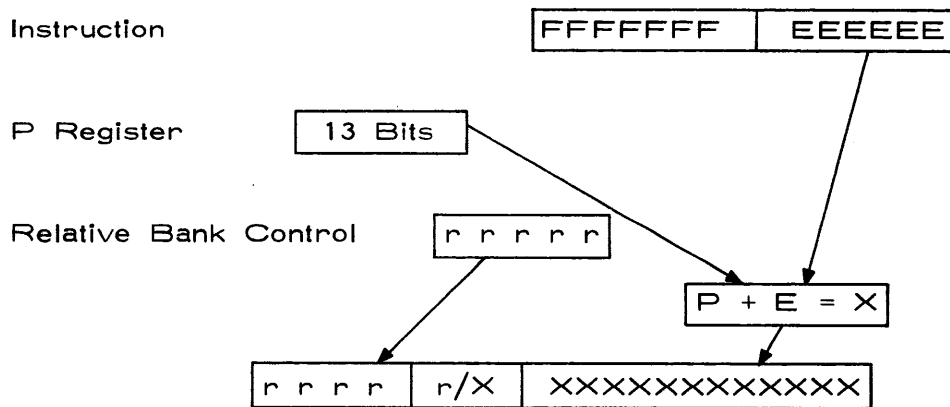 Instruction FFFFFFF EEEEEE
P Register 13 Bits
Relative Bank Control r r r r r
P + E = X
r r r r r/X XXXXXXXXXXXX